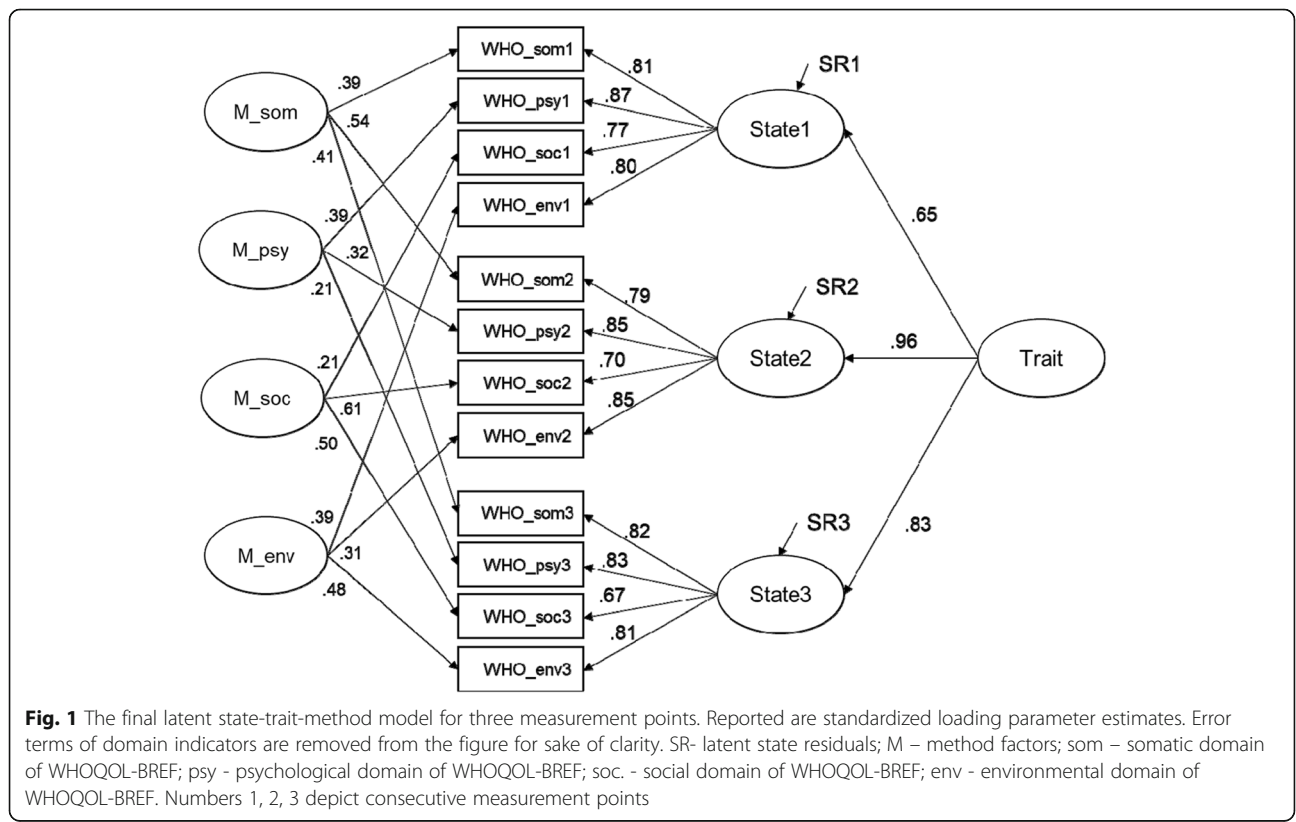 M_som
M_psy
M_soc
M_env
.39
.54
.41
.39
.32
.21
.21
.61
.50
.39
.31
.48
WHO_som1
WHO_psy1
WHO_soc1
WHO_env1
WHO_som2
WHO_psy2
WHO_soc2
WHO_env2
WHO_som3
WHO_psy3
WHO_soc3
WHO_env3
.81
.87
.77
.80
.79
.85
.70
.85
.82
.83
.67
.81
SR1
State1
SR2
State2
SR3
State3
.65
.96
.83
Trait
Fig. 1 The final latent state-trait-method model for three measurement points. Reported are standardized loading parameter estimates. Error
terms of domain indicators are removed from the figure for sake of clarity. SR- latent state residuals; M – method factors; som – somatic domain
of WHOQOL-BREF; psy - psychological domain of WHOQOL-BREF; soc. - social domain of WHOQOL-BREF; env - environmental domain of
WHOQOL-BREF. Numbers 1, 2, 3 depict consecutive measurement points